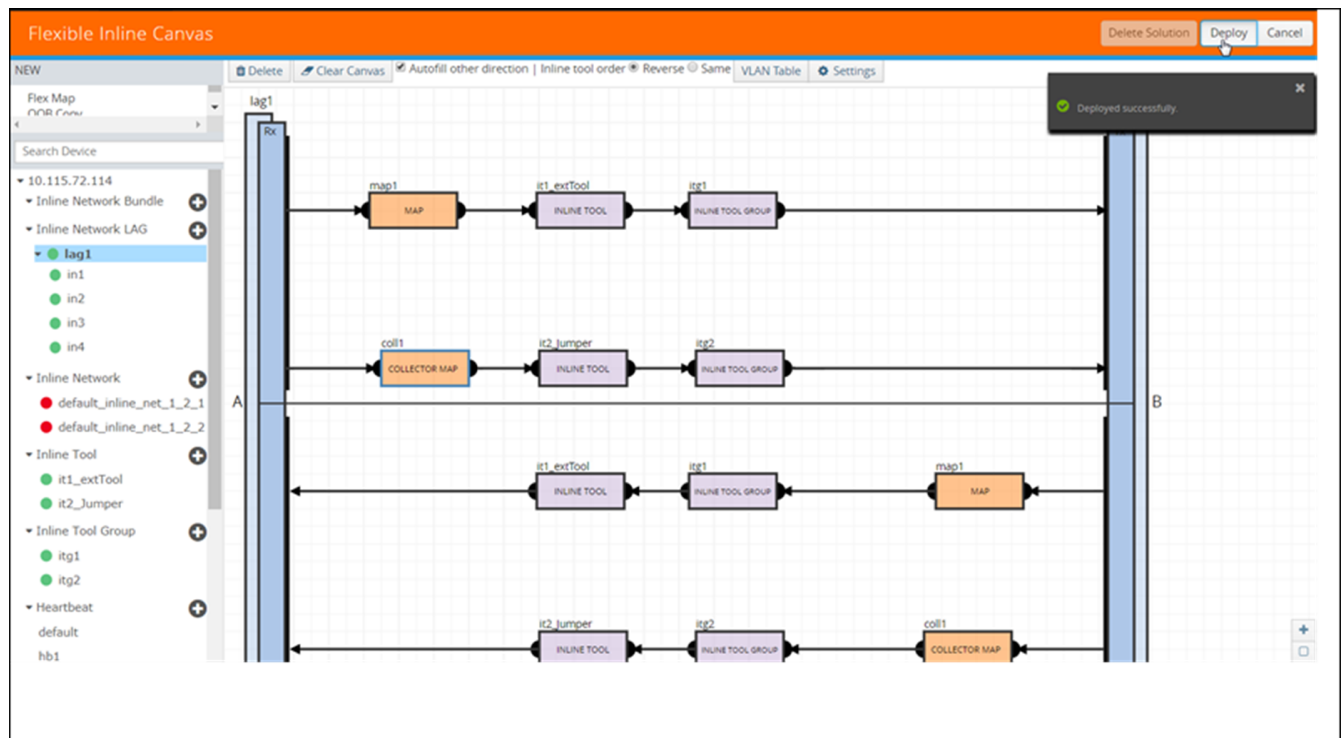 Flexible Inline Canvas
Delete Solution Deploy Cancel
NEW
Delete Clear Canvas Autofill other direction | Inline tool order Reverse Same VLAN Table Settings
Flex Map
OOB Copy
Deployed successfully.
Search Device
10.115.72.114
Inline Network Bundle
Inline Network LAG
lag1
in1
in2
in3
in4
Inline Network
default_inline_net_1_2_1
default_inline_net_1_2_2
Inline Tool
it1_extTool
it2_Jumper
Inline Tool Group
itg1
itg2
Heartbeat
default
hb1
lag1
Rx
map1 it1_extTool itg1
MAP INLINE TOOL INLINE TOOL GROUP
coll1 it2_Jumper itg2
COLLECTOR MAP INLINE TOOL INLINE TOOL GROUP
A B
it1_extTool itg1 map1
INLINE TOOL INLINE TOOL GROUP MAP
it2_Jumper itg2 coll1
INLINE TOOL INLINE TOOL GROUP COLLECTOR MAP